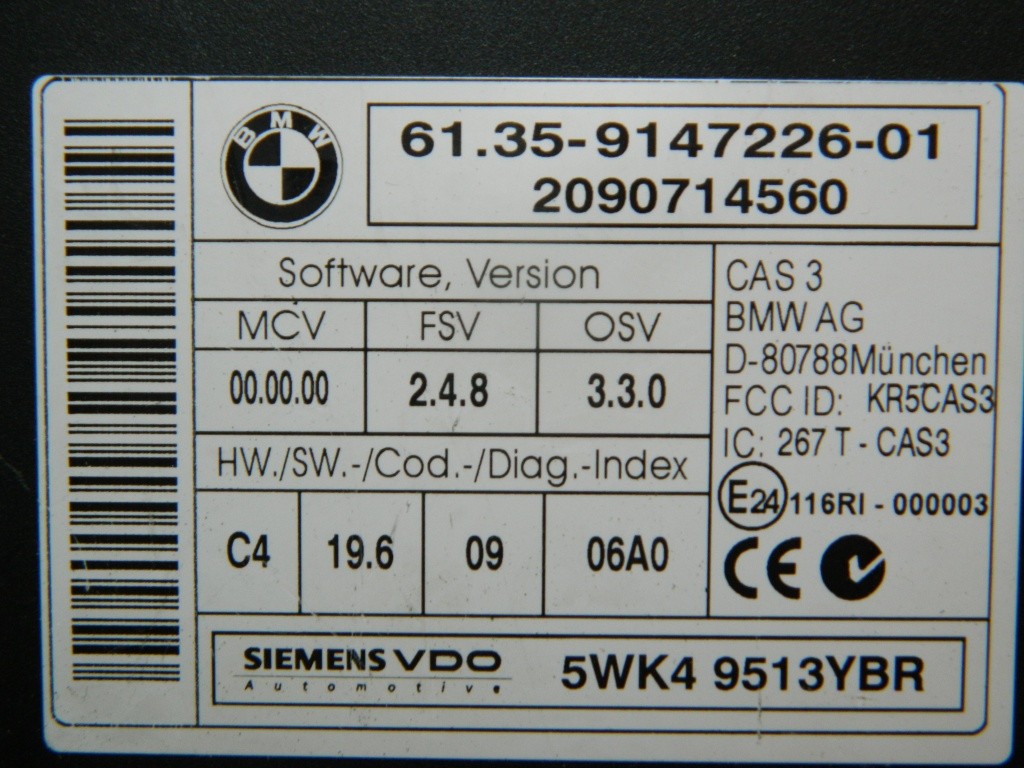 BMW
61.35-9147226-01
2090714560
Software, Version
MCV FSV OSV
00.00.00 2.4.8 3.3.0
HW./SW.-/Cod.-/Diag.-Index
C4 19.6 09 06A0
CAS 3
BMW AG
D-80788München
FCC ID: KR5CAS3
IC: 267 T - CAS3
E24 116RI - 000003
CE
SIEMENS VDO
Automotive
5WK4 9513YBR